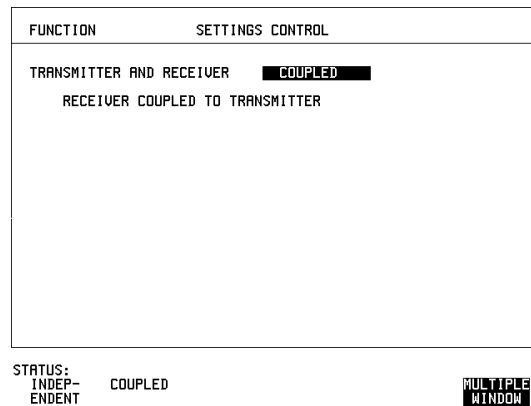 FUNCTION SETTINGS CONTROL
TRANSMITTER AND RECEIVER COUPLED
RECEIVER COUPLED TO TRANSMITTER
STATUS:
INDEP- COUPLED MULTIPLE
ENDENT WINDOW